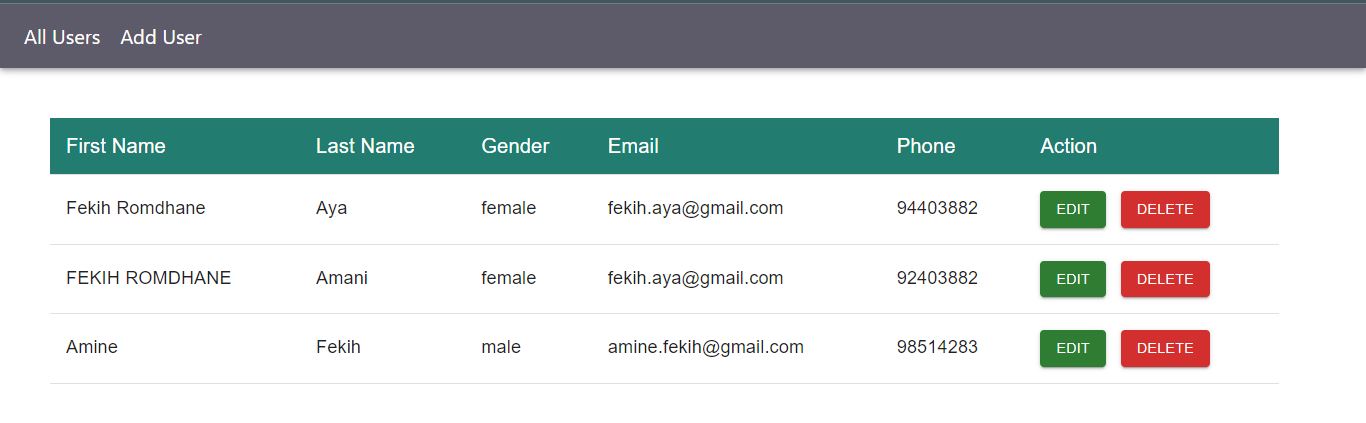 All Users Add User
First Name Last Name Gender Email Phone Action
Fekih Romdhane Aya female fekih.aya@gmail.com 94403882 EDIT DELETE
FEKIH ROMDHANE Amani female fekih.aya@gmail.com 92403882 EDIT DELETE
Amine Fekih male amine.fekih@gmail.com 98514283 EDIT DELETE